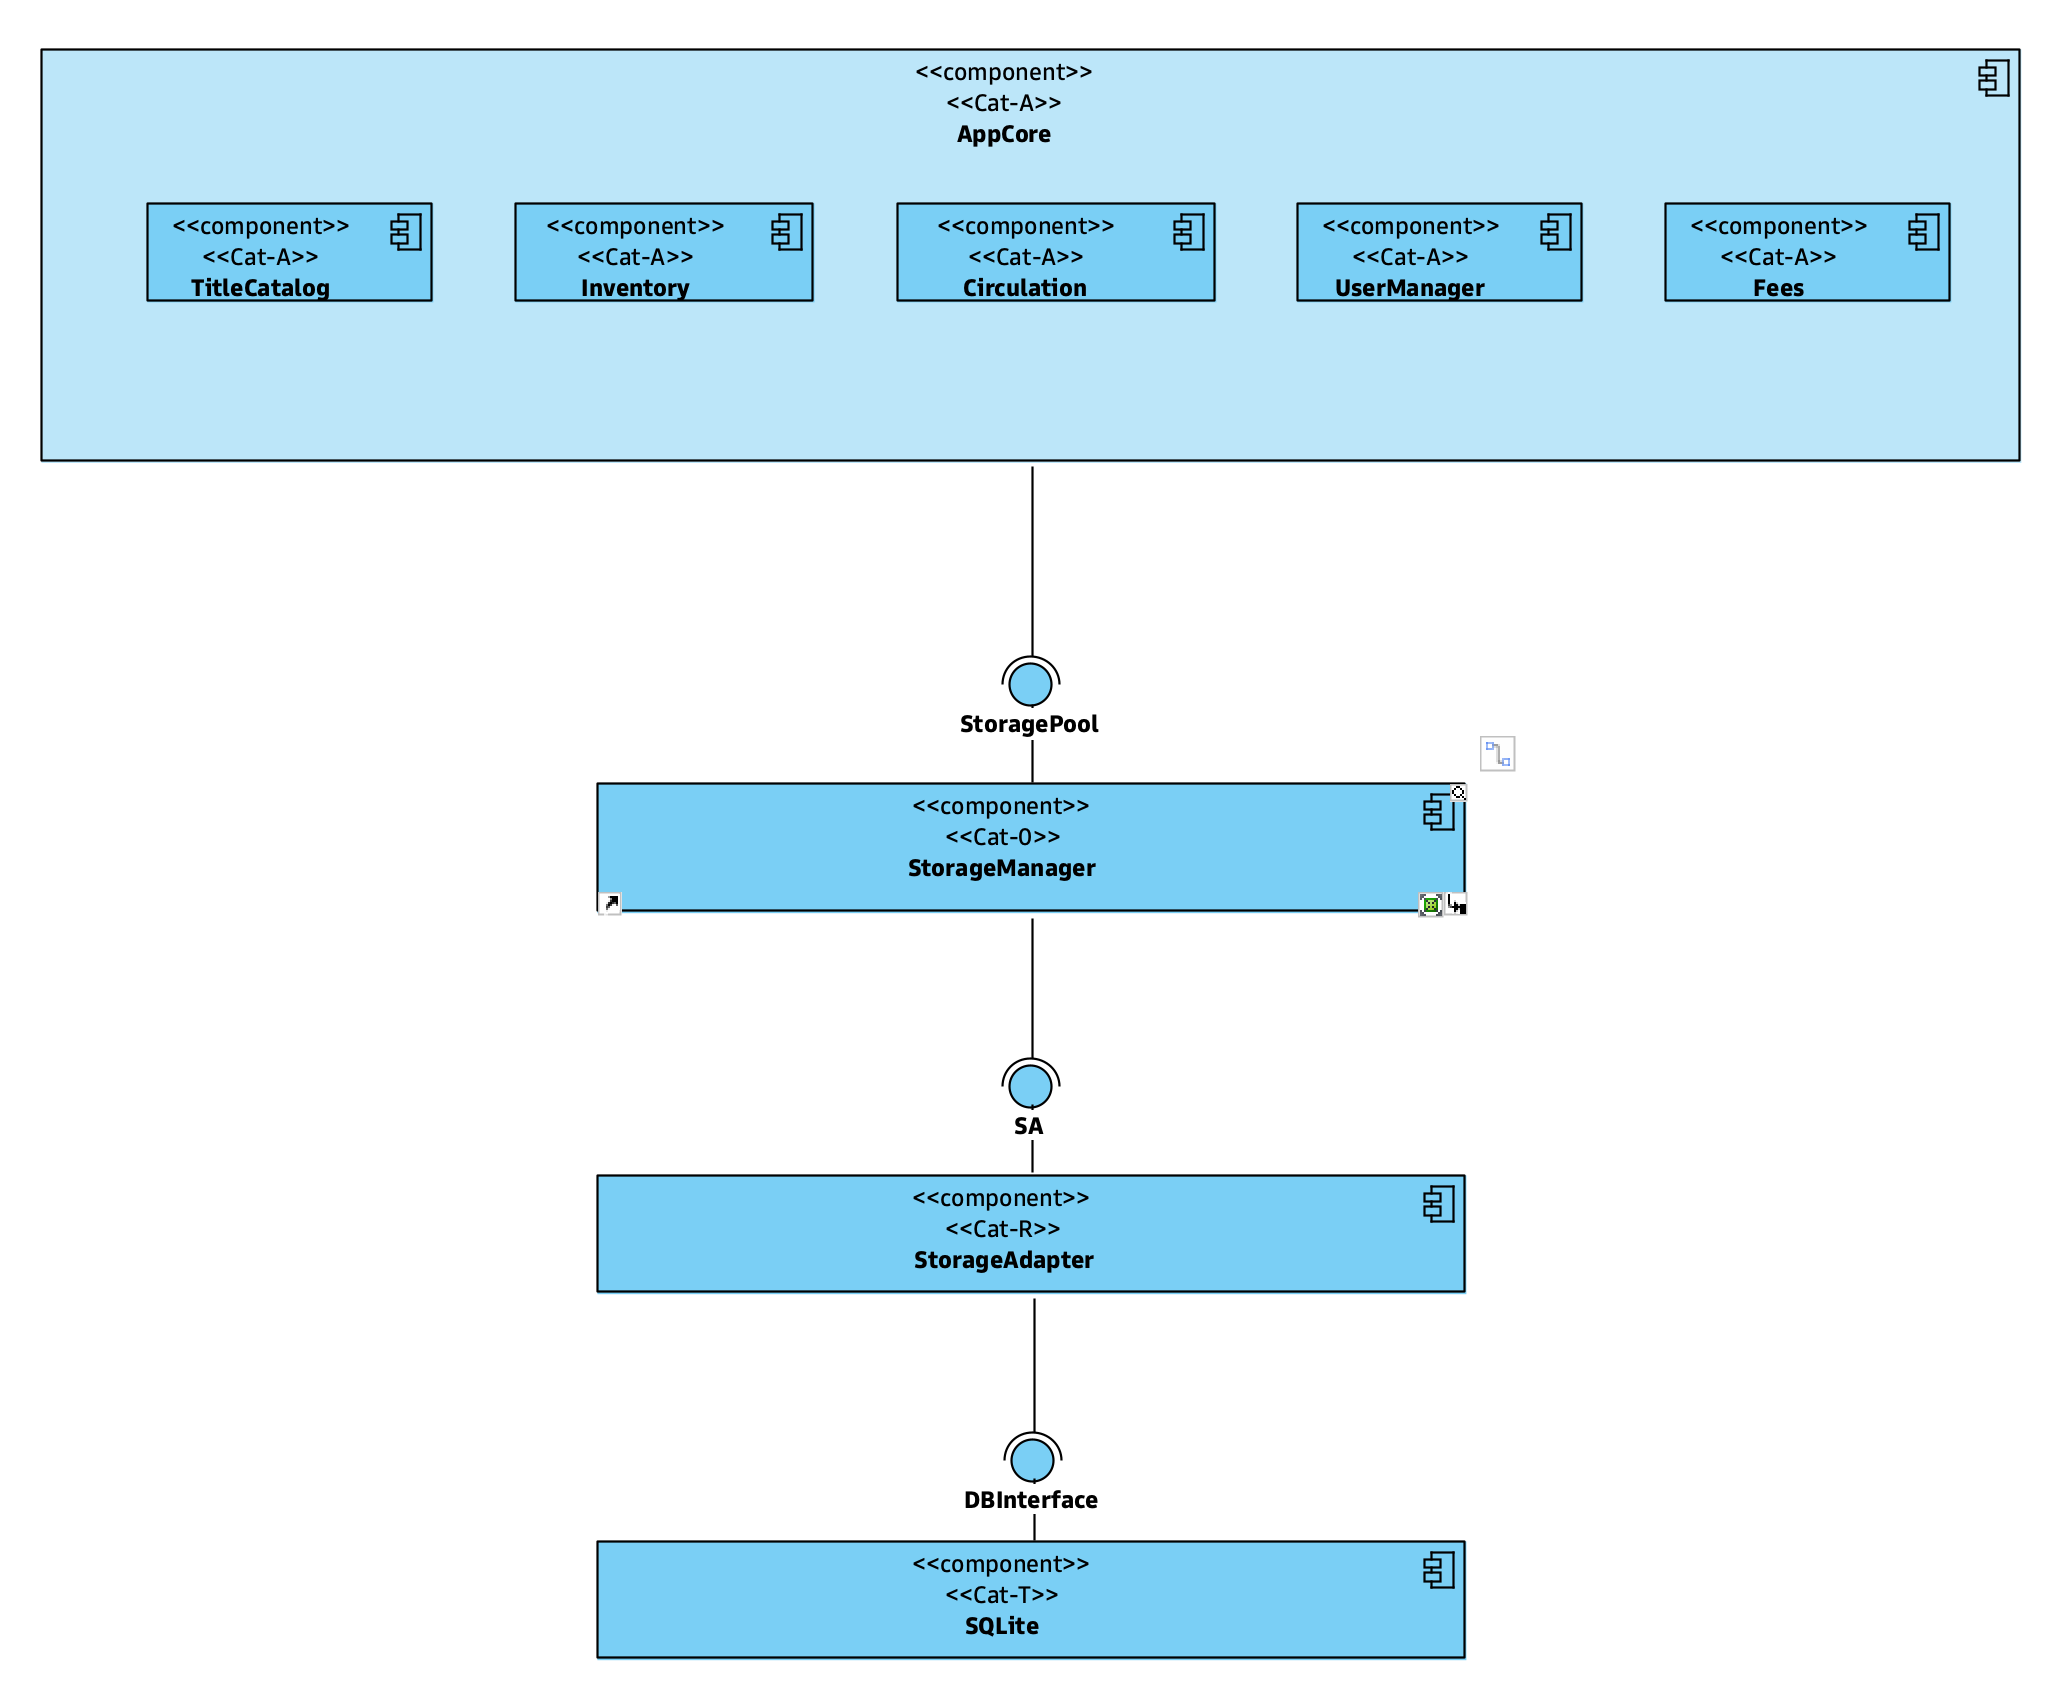 <<component>>
<<Cat-A>>
AppCore
<<component>>
<<Cat-A>>
TitleCatalog
<<component>>
<<Cat-A>>
Inventory
<<component>>
<<Cat-A>>
Circulation
<<component>>
<<Cat-A>>
UserManager
<<component>>
<<Cat-A>>
Fees
StoragePool
<<component>>
<<Cat-0>>
StorageManager
SA
<<component>>
<<Cat-R>>
StorageAdapter
DBInterface
<<component>>
<<Cat-T>>
SQLite